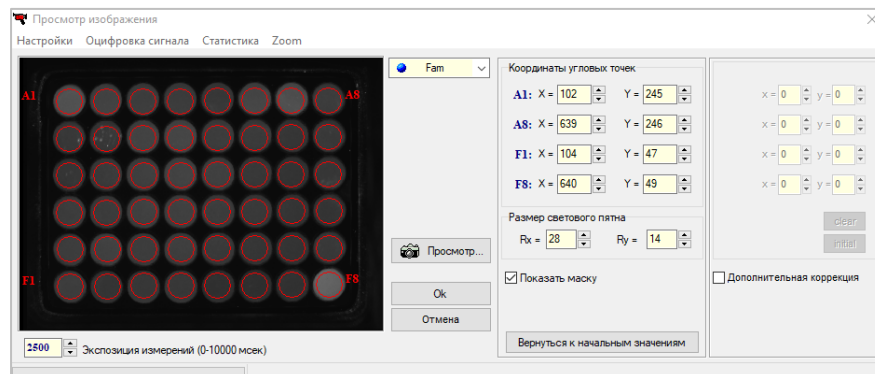 Просмотр изображения
Настройки Оцифровка сигнала Статистика Zoom
A1 A8
F1 F8
Fam
Просмотр...
Ok
Отмена
2500 Экспозиция измерений (0-10000 мсек)
Координаты угловых точек
A1: X = 102 Y = 245
A8: X = 639 Y = 246
F1: X = 104 Y = 47
F8: X = 640 Y = 49
Размер светового пятна
Rx = 28 Ry = 14
Показать маску
Вернуться к начальным значениям
x = 0 y = 0
x = 0 y = 0
x = 0 y = 0
x = 0 y = 0
clear
initial
Дополнительная коррекция